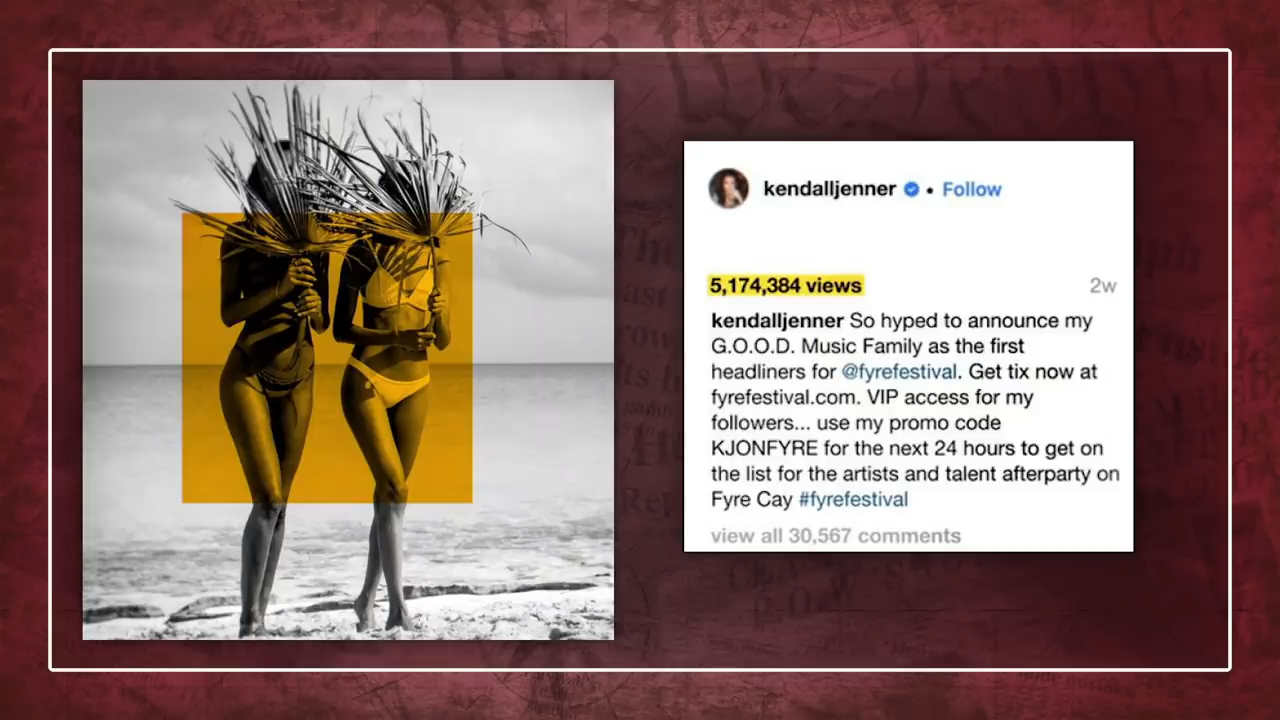 kendalljenner • Follow
5,174,384 views 2w
kendalljenner So hyped to announce my
G.O.O.D. Music Family as the first
headliners for @fyrefestival. Get tix now at
fyrefestival.com. VIP access for my
followers... use my promo code
KJONFYRE for the next 24 hours to get on
the list for the artists and talent afterparty on
Fyre Cay #fyrefestival
view all 30,567 comments